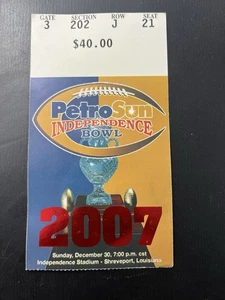 GATE SECTION ROW SEAT
3 202 J 21
$40.00
PetroSun
INDEPENDENCE
BOWL
2007
Sunday, December 30, 7:00 p.m. cst
Independence Stadium - Shreveport, Louisiana